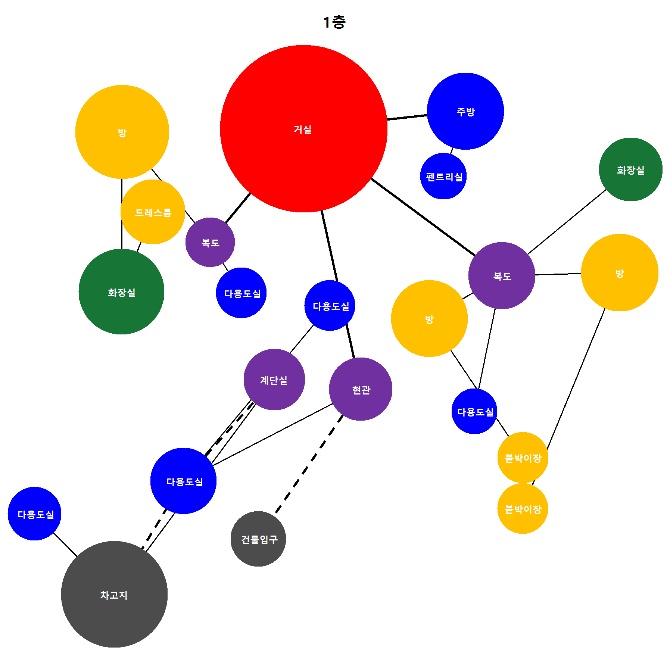 1층
거실
주방
방
펜트리실
화장실
드레스룸
복도
복도
방
화장실
다용도실
다용도실
방
계단실
현관
다용도실
붙박이장
다용도실
붙박이장
다용도실
건물입구
차고지